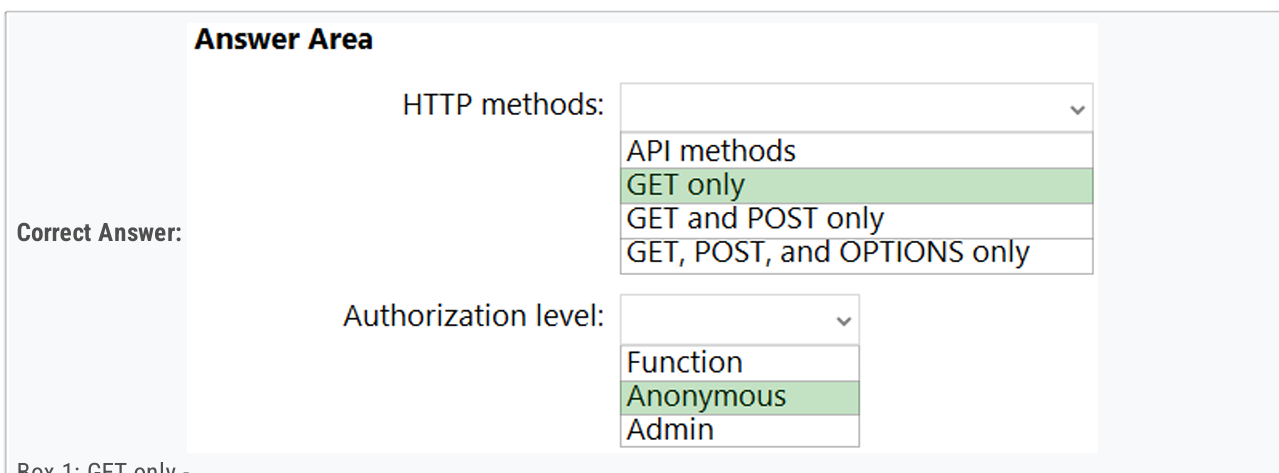 Answer Area
HTTP methods:
API methods
GET only
GET and POST only
Correct Answer:
GET, POST, and OPTIONS only
Authorization level:
Function
Anonymous
Admin
Box 1: GET only -